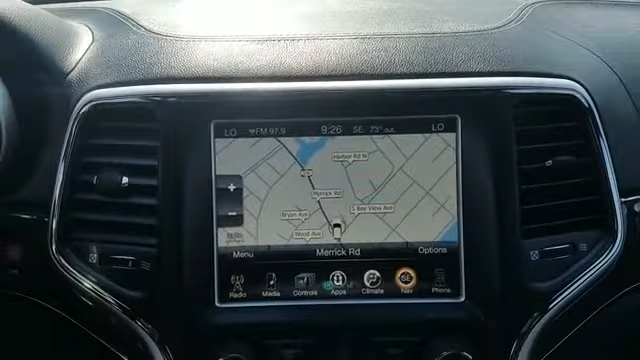 LO FM 97.9 9:26 SE 73° out LO
Harbor Rd N
Merrick Rd
S Bay View Ave
Bryant Ave
Wood Ave
Menu Merrick Rd Options
Radio Media Controls Apps Climate Nav Phone